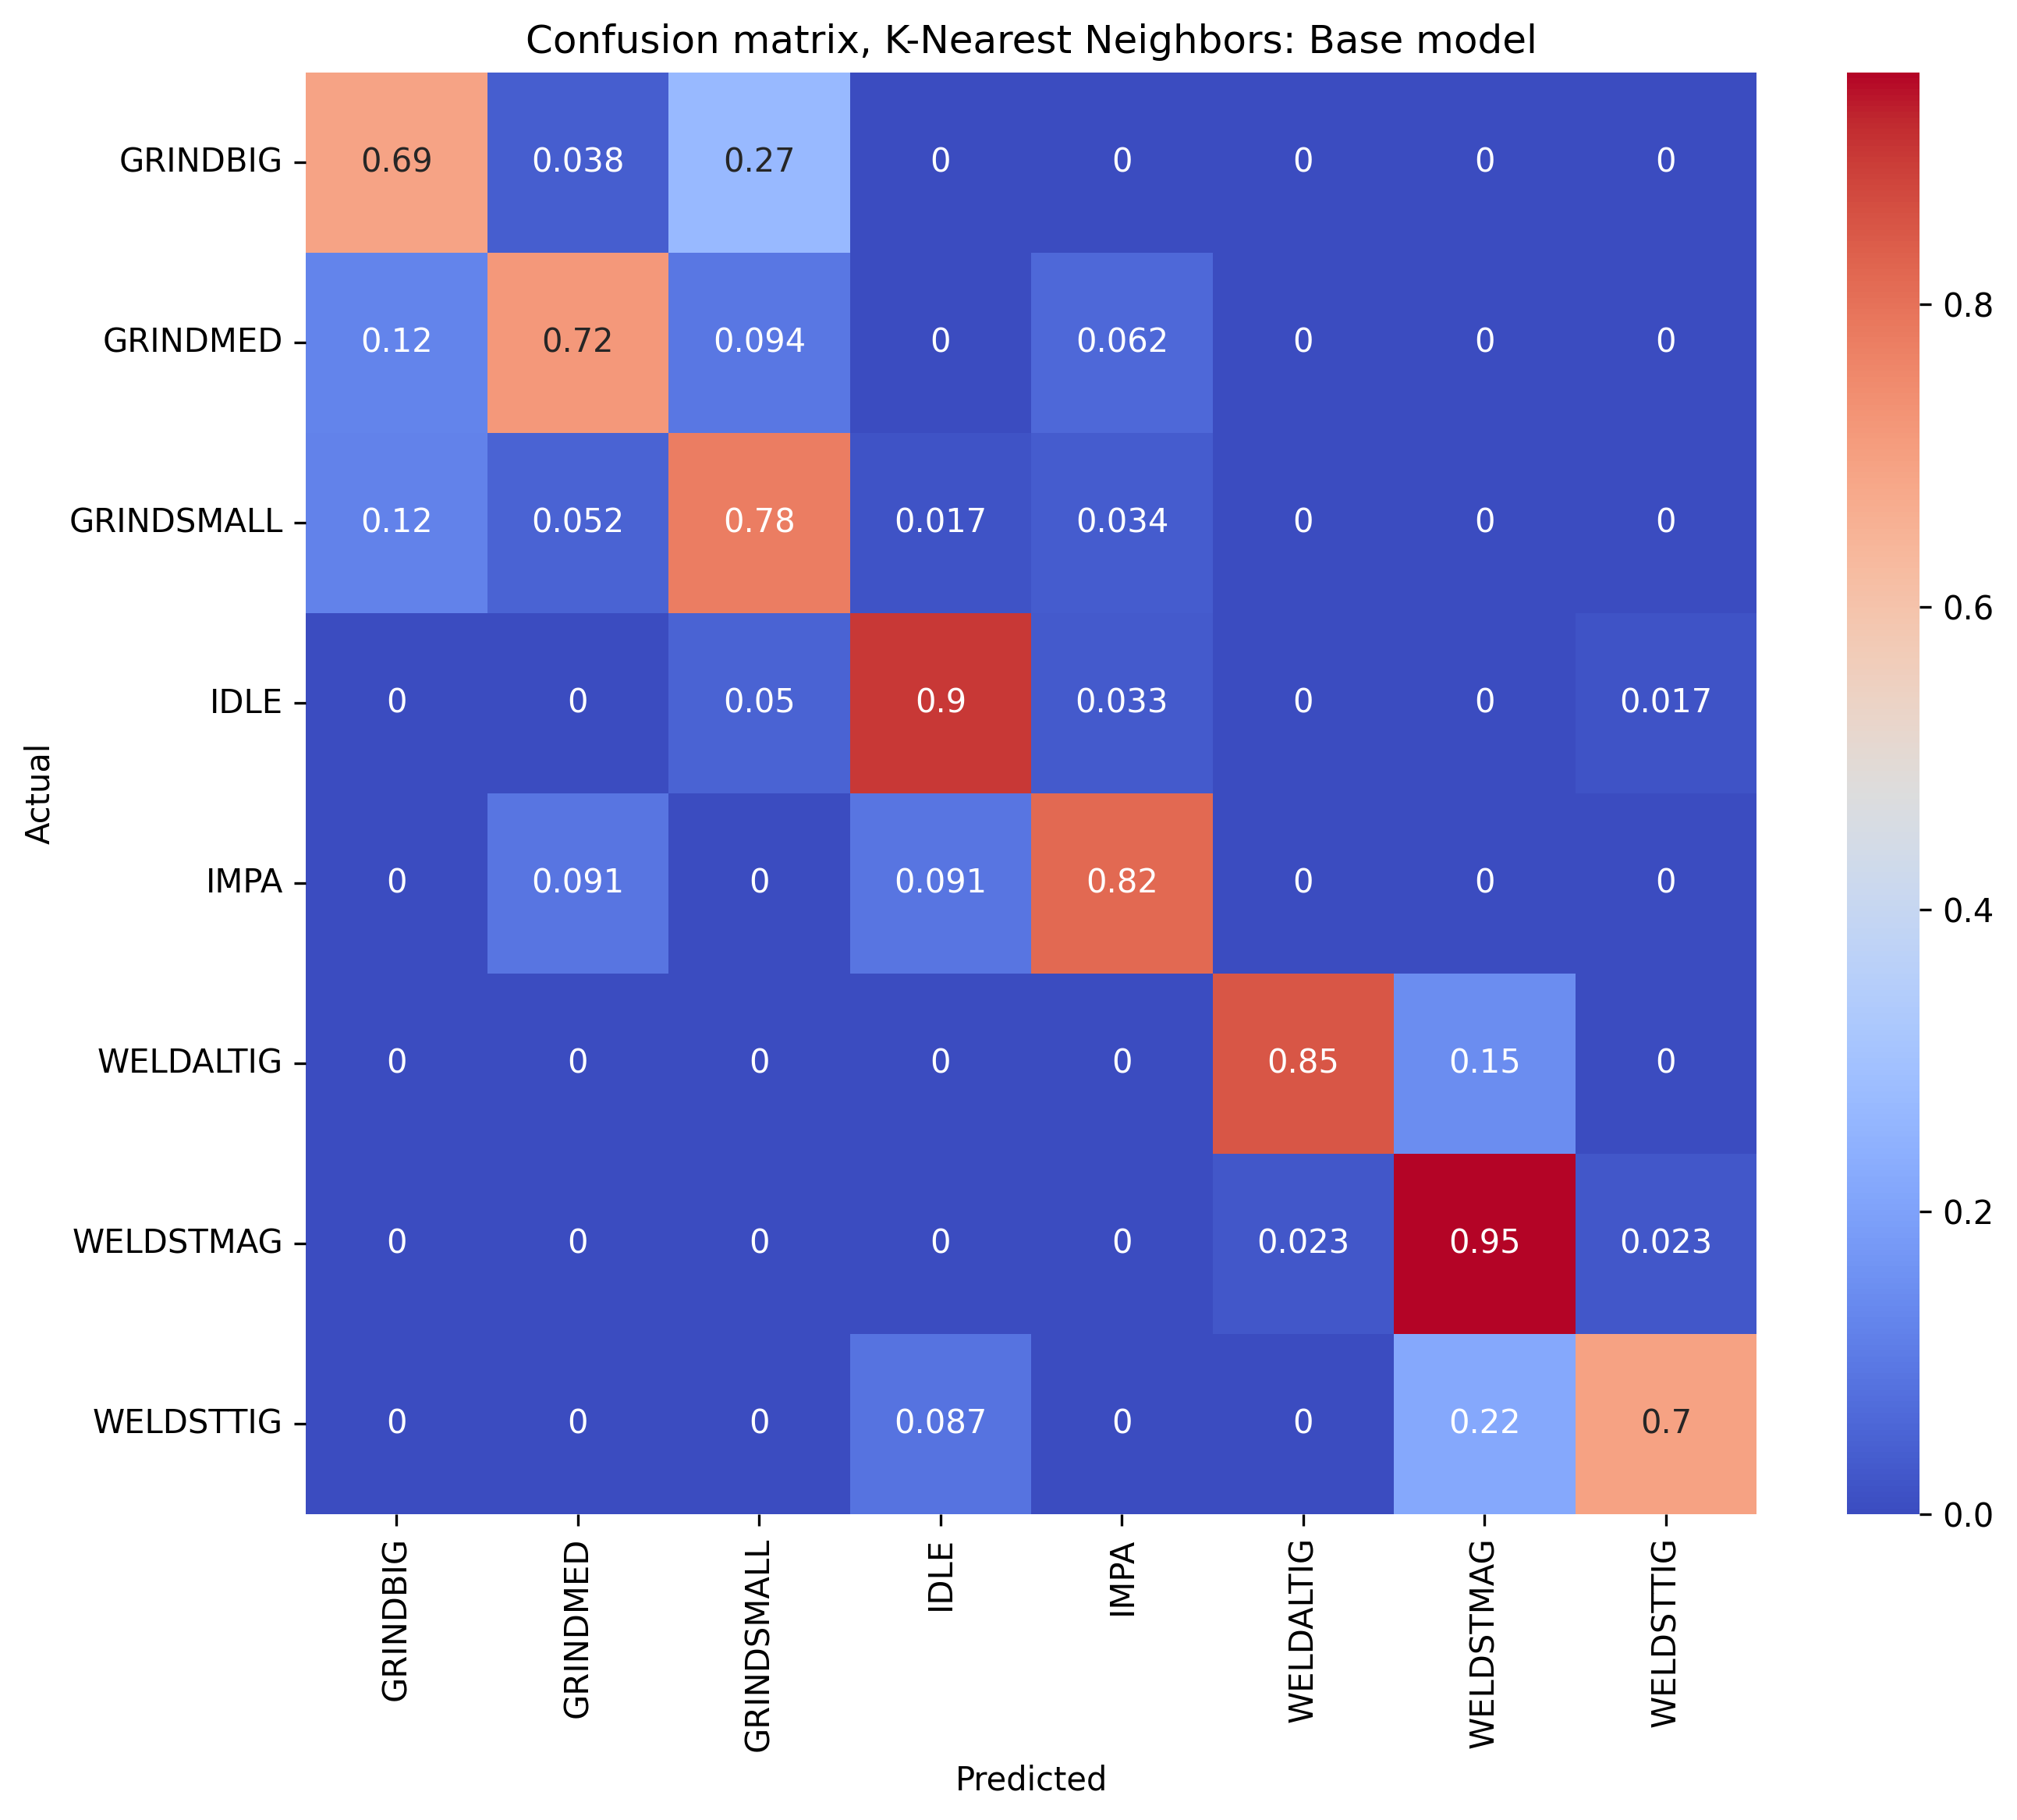 Confusion matrix, K-Nearest Neighbors: Base model
GRINDBIG 0.69 0.038 0.27 0 0 0 0 0
GRINDMED 0.12 0.72 0.094 0 0.062 0 0 0
GRINDSMALL 0.12 0.052 0.78 0.017 0.034 0 0 0
IDLE 0 0 0.05 0.9 0.033 0 0 0.017
IMPA 0 0.091 0 0.091 0.82 0 0 0
WELDALTIG 0 0 0 0 0 0.85 0.15 0
WELDSTMAG 0 0 0 0 0 0.023 0.95 0.023
WELDSTTIG 0 0 0 0.087 0 0 0.22 0.7
Actual
GRINDBIG GRINDMED GRINDSMALL IDLE IMPA WELDALTIG WELDSTMAG WELDSTTIG
Predicted
0.8
0.6
0.4
0.2
0.0